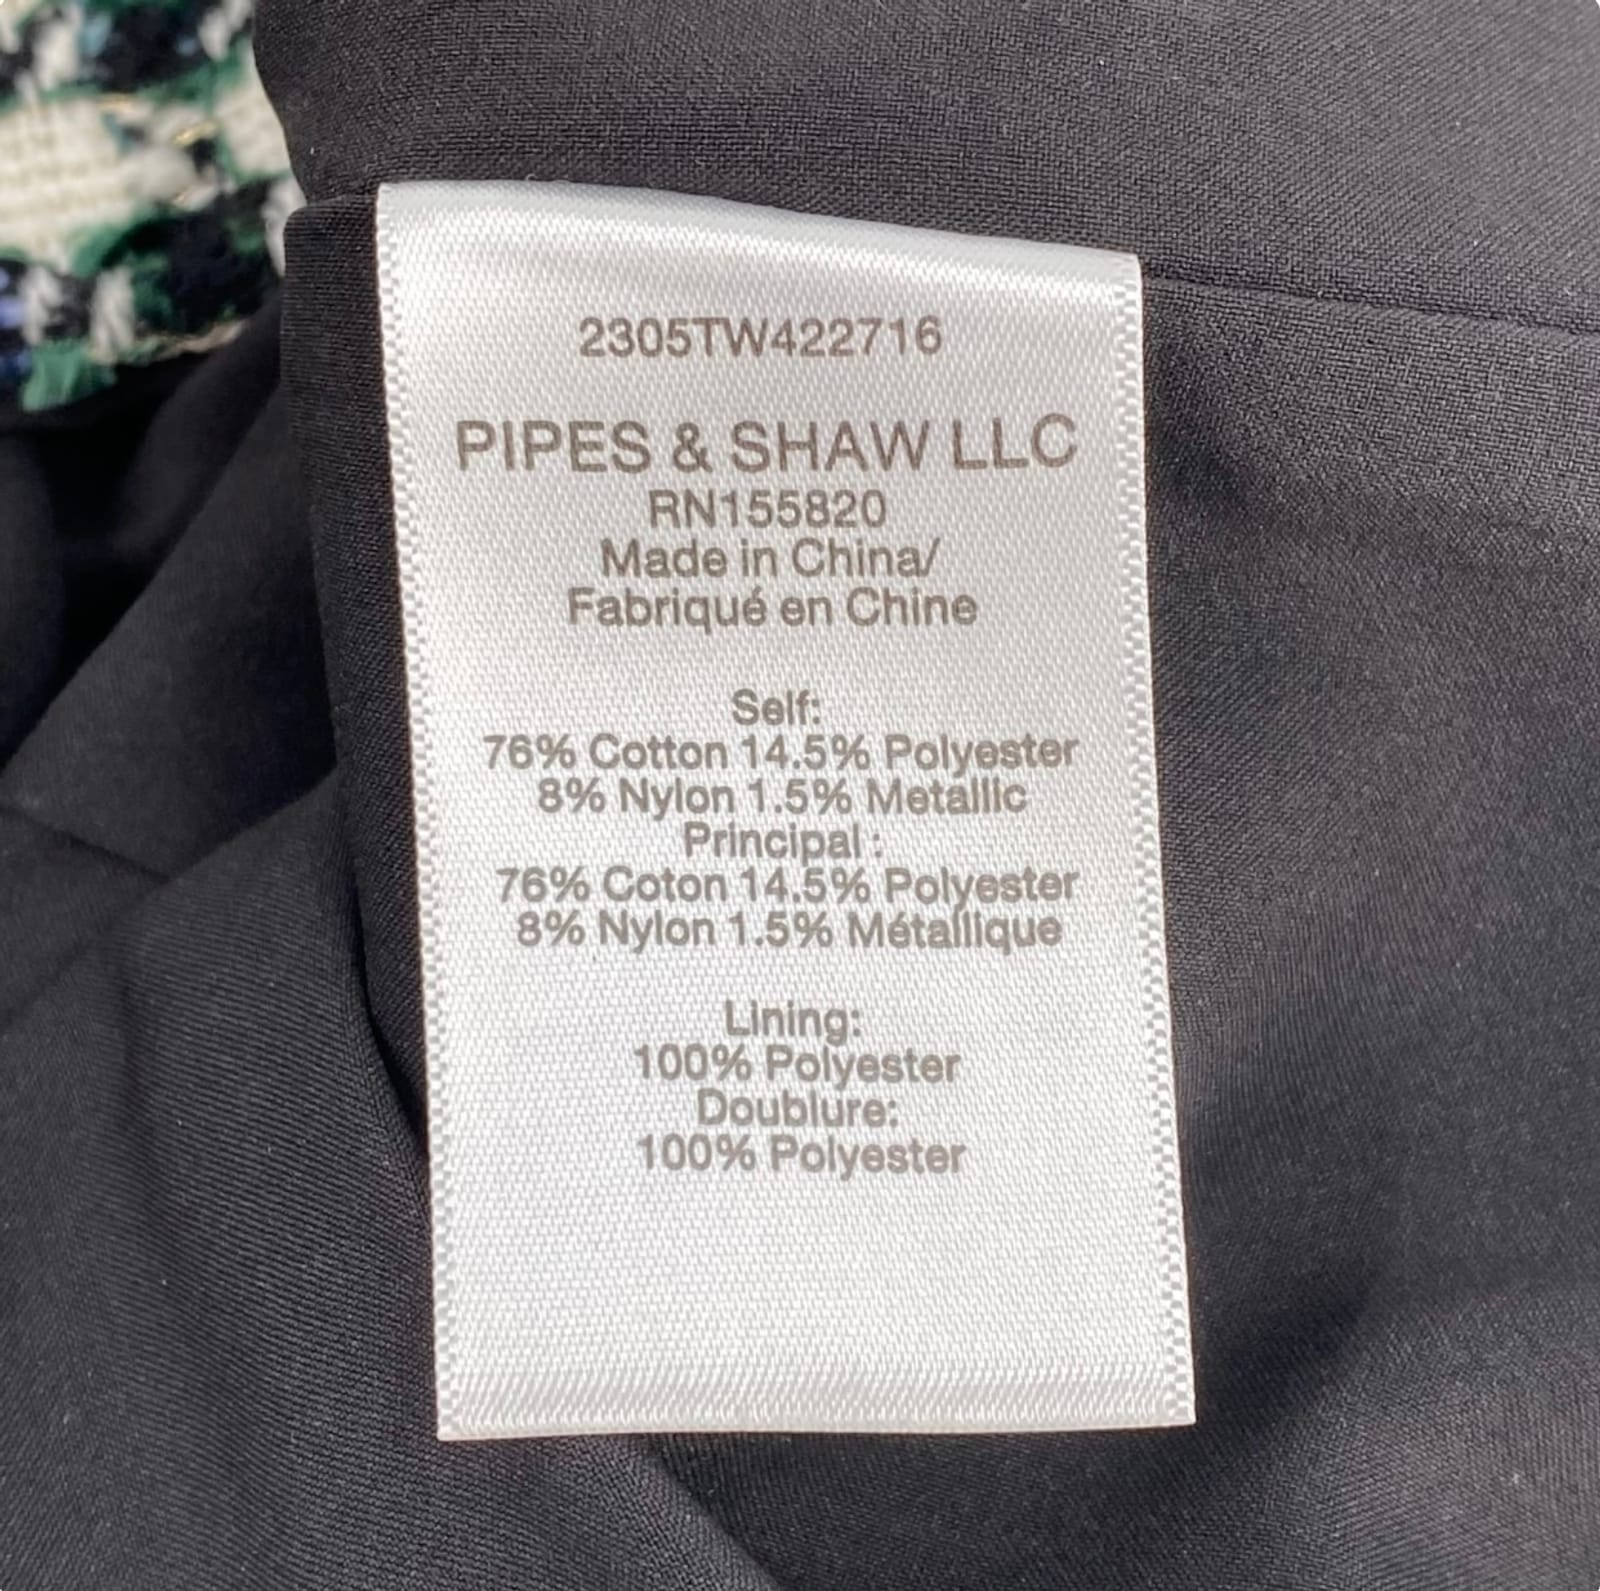 2305TW422716
PIPES & SHAW LLC
RN155820
Made in China/
Fabriqué en Chine
Self:
76% Cotton 14.5% Polyester
8% Nylon 1.5% Metallic
Principal :
76% Coton 14.5% Polyester
8% Nylon 1.5% Métallique
Lining:
100% Polyester
Doublure:
100% Polyester